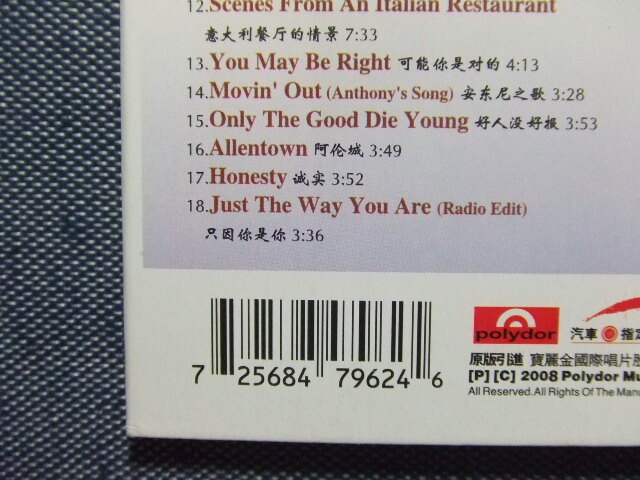 12.Scenes From An Italian Restaurant
意大利餐厅的情景 7:33
13.You May Be Right 可能你是对的 4:13
14.Movin' Out (Anthony's Song) 安东尼之歌 3:28
15.Only The Good Die Young 好人没好报 3:53
16.Allentown 阿伦城 3:49
17.Honesty 诚实 3:52
18.Just The Way You Are (Radio Edit)
只因你是你 3:36
7 25684 79624 6
polydor
汽車 指定
原版引進 寶麗金國際唱片
[P] [C] 2008 Polydor Mu
All Reserved.All Rights Of The Manu